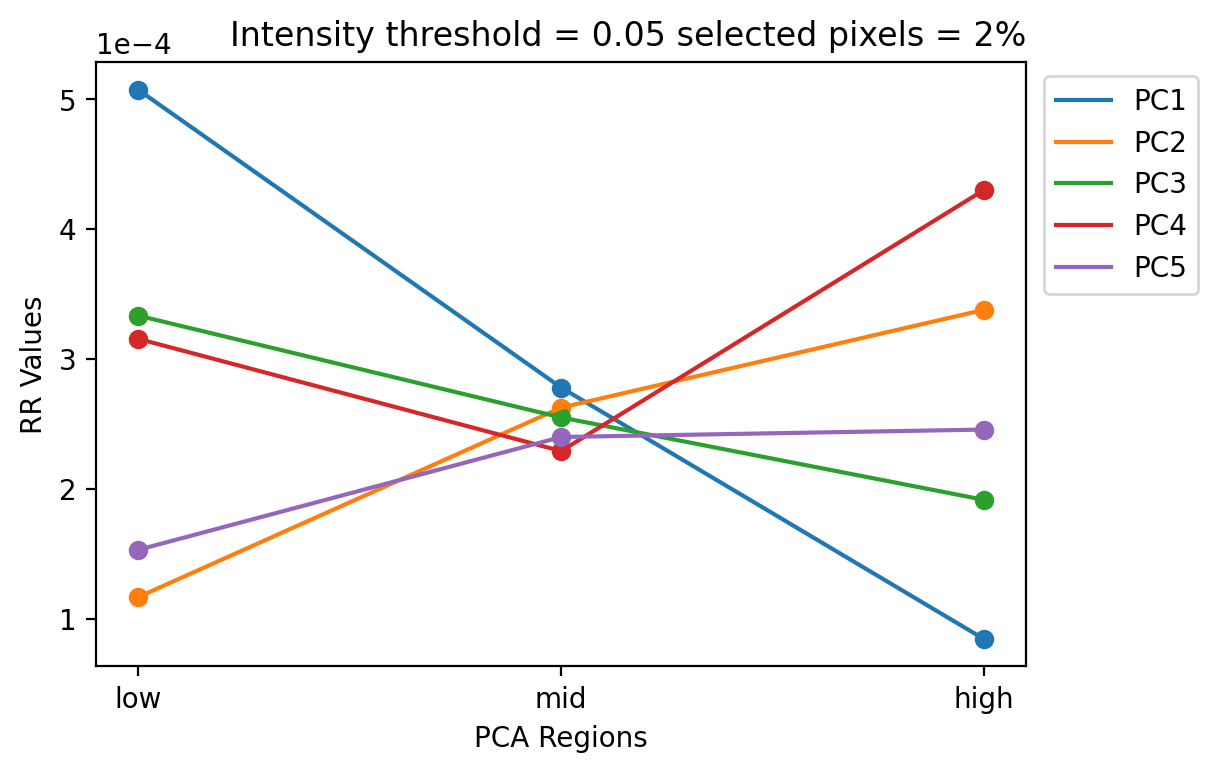 Intensity threshold = 0.05 selected pixels = 2%
1e−4
5
4
3
2
1
RR Values
low
mid
high
PCA Regions
PC1
PC2
PC3
PC4
PC5